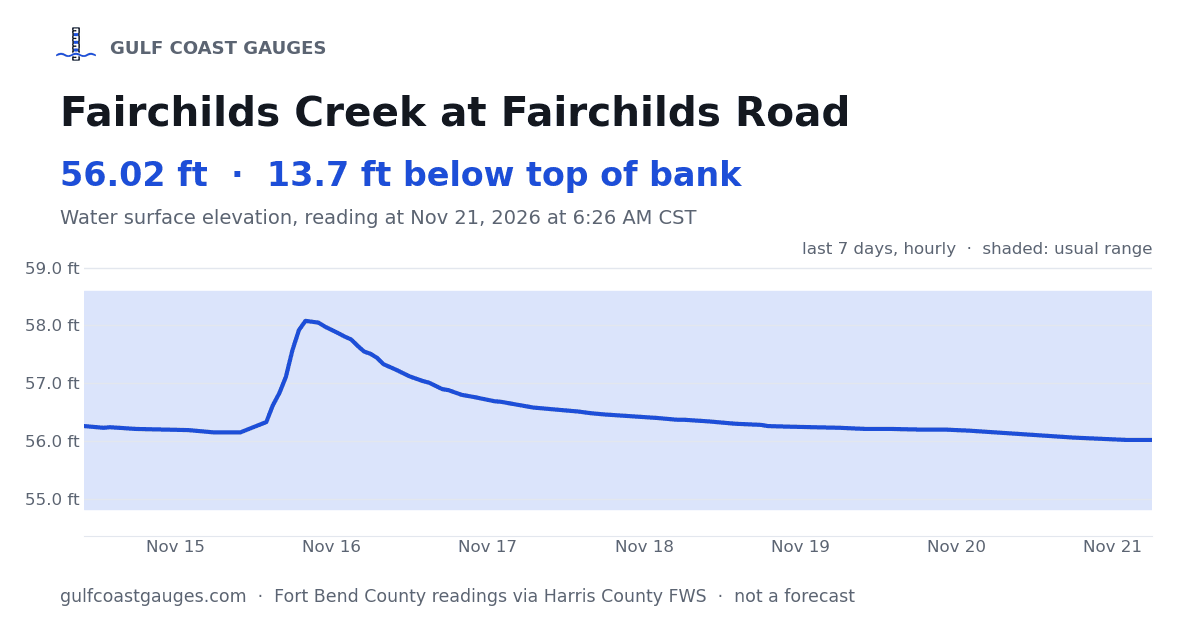 GULF COAST GAUGES
Fairchilds Creek at Fairchilds Road
56.02 ft · 13.7 ft below top of bank
Water surface elevation, reading at Nov 21, 2026 at 6:26 AM CST
last 7 days, hourly · shaded: usual range
59.0 ft
58.0 ft
57.0 ft
56.0 ft
55.0 ft
Nov 15 Nov 16 Nov 17 Nov 18 Nov 19 Nov 20 Nov 21
gulfcoastgauges.com · Fort Bend County readings via Harris County FWS · not a forecast